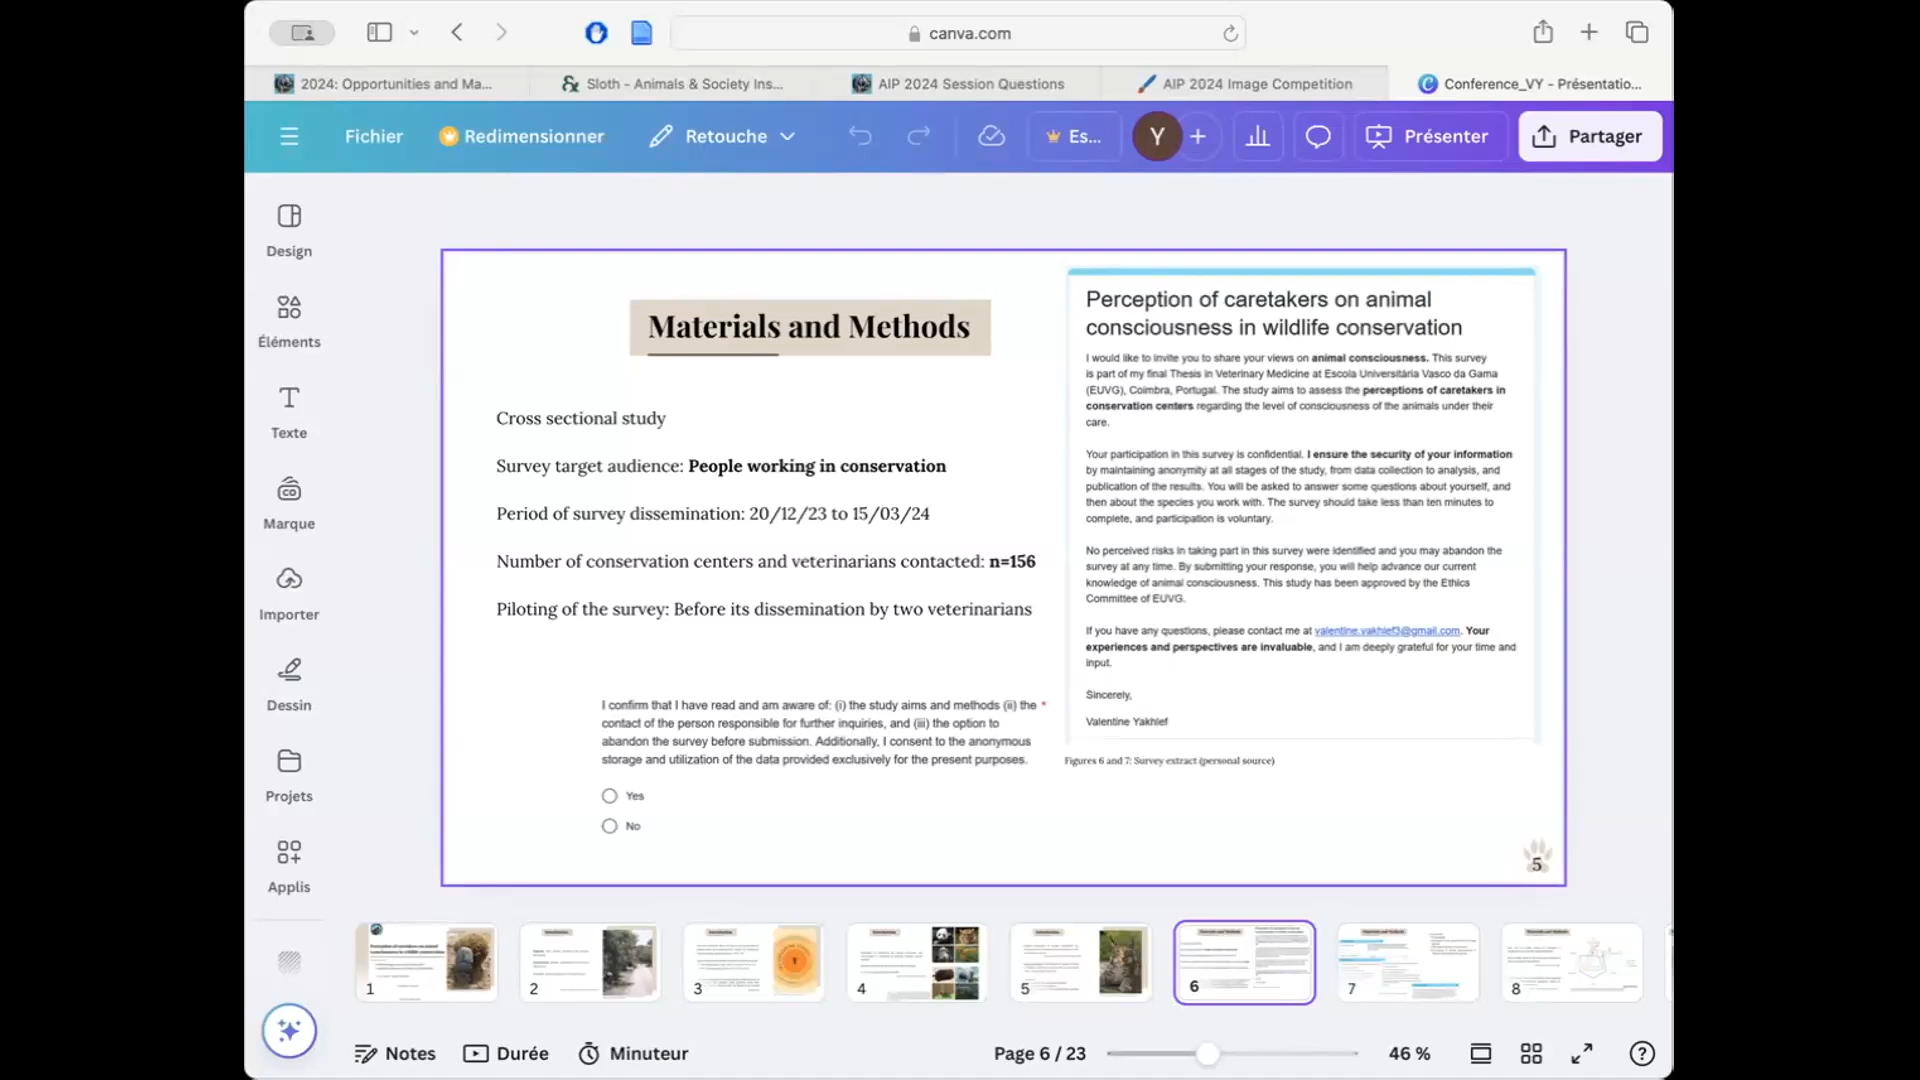 canva.com
2024: Opportunities and Ma...
Sloth - Animals & Society Ins...
AIP 2024 Session Questions
AIP 2024 Image Competition
Conference_VY - Présentatio...
Fichier
Redimensionner
Retouche
Es...
Y
Présenter
Partager
Design
Éléments
Texte
Marque
Importer
Dessin
Projets
Applis
Materials and Methods
Cross sectional study
Survey target audience: People working in conservation
Period of survey dissemination: 20/12/23 to 15/03/24
Number of conservation centers and veterinarians contacted: n=156
Piloting of the survey: Before its dissemination by two veterinarians
I confirm that I have read and am aware of: (i) the study aims and methods (ii) the *
contact of the person responsible for further inquiries, and (iii) the option to
abandon the survey before submission. Additionally, I consent to the anonymous
storage and utilization of the data provided exclusively for the present purposes.
Yes
No
Perception of caretakers on animal
consciousness in wildlife conservation
I would like to invite you to share your views on animal consciousness. This survey
is part of my final Thesis in Veterinary Medicine at Escola Universitária Vasco da Gama
(EUVG), Coimbra, Portugal. The study aims to assess the perceptions of caretakers in
conservation centers regarding the level of consciousness of the animals under their
care.
Your participation in this survey is confidential. I ensure the security of your information
by maintaining anonymity at all stages of the study, from data collection to analysis, and
publication of the results. You will be asked to answer some questions about yourself, and
then about the species you work with. The survey should take less than ten minutes to
complete, and participation is voluntary.
No perceived risks in taking part in this survey were identified and you may abandon the
survey at any time. By submitting your response, you will help advance our current
knowledge of animal consciousness. This study has been approved by the Ethics
Committee of EUVG.
If you have any questions, please contact me at valentine.yakhlef3@gmail.com. Your
experiences and perspectives are invaluable, and I am deeply grateful for your time and
input.
Sincerely,
Valentine Yakhlef
Figures 6 and 7: Survey extract (personal source)
5
1
2
3
4
5
6
7
8
Notes
Durée
Minuteur
Page 6 / 23
46 %